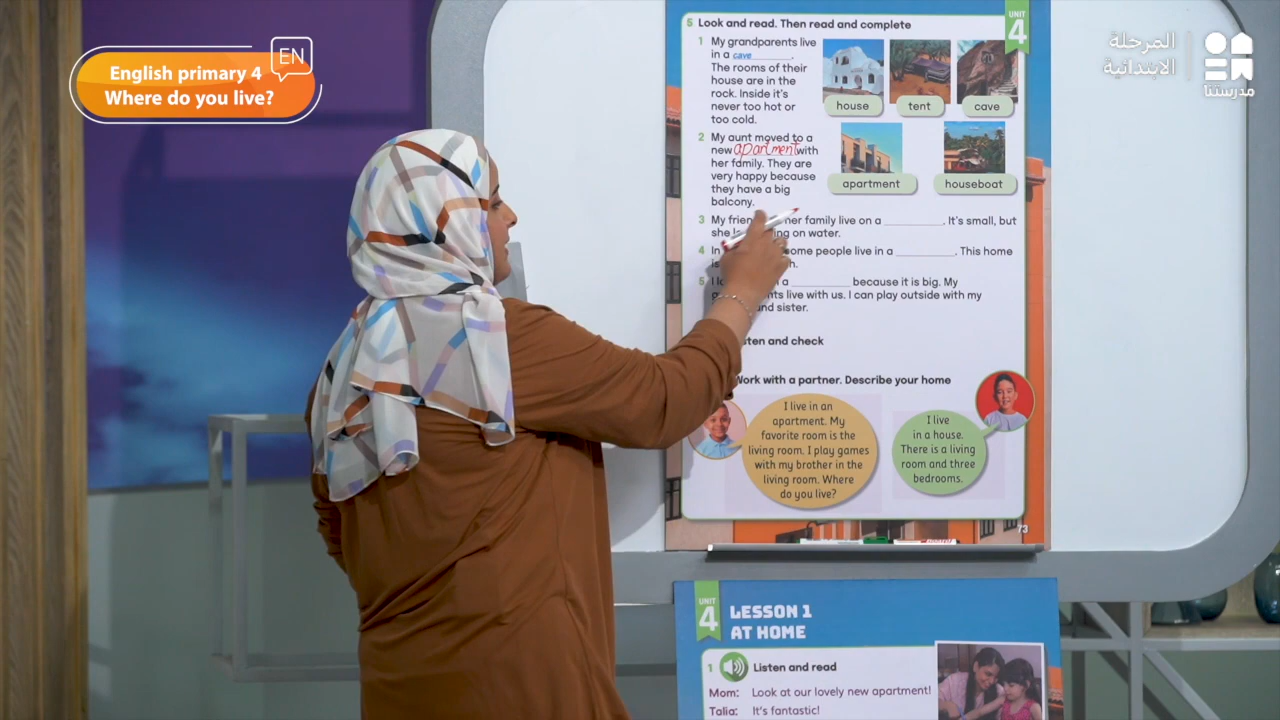 English primary 4
Where do you live?
EN
المرحلة
الابتدائية
مدرستنا
UNIT
4
5 Look and read. Then read and complete
1 My grandparents live
in a cave.
The rooms of their
house are in the
rock. Inside it's
never too hot or
too cold.
house
tent
cave
2 My aunt moved to a
new apartment with
her family. They are
very happy because
they have a big
balcony.
apartment
houseboat
3 My her family live on a ________. It's small, but
she on water.
4 In some people live in a ________. This home
is
5 I a ________ because it is big. My
live with us. I can play outside with my
and sister.
and check
Work with a partner. Describe your home
I live in an
apartment. My
favorite room is the
living room. I play games
with my brother in the
living room. Where
do you live?
I live
in a house.
There is a living
room and three
bedrooms.
73
UNIT
4
LESSON 1
AT HOME
1 Listen and read
Mom: Look at our lovely new apartment!
Talia: It's fantastic!